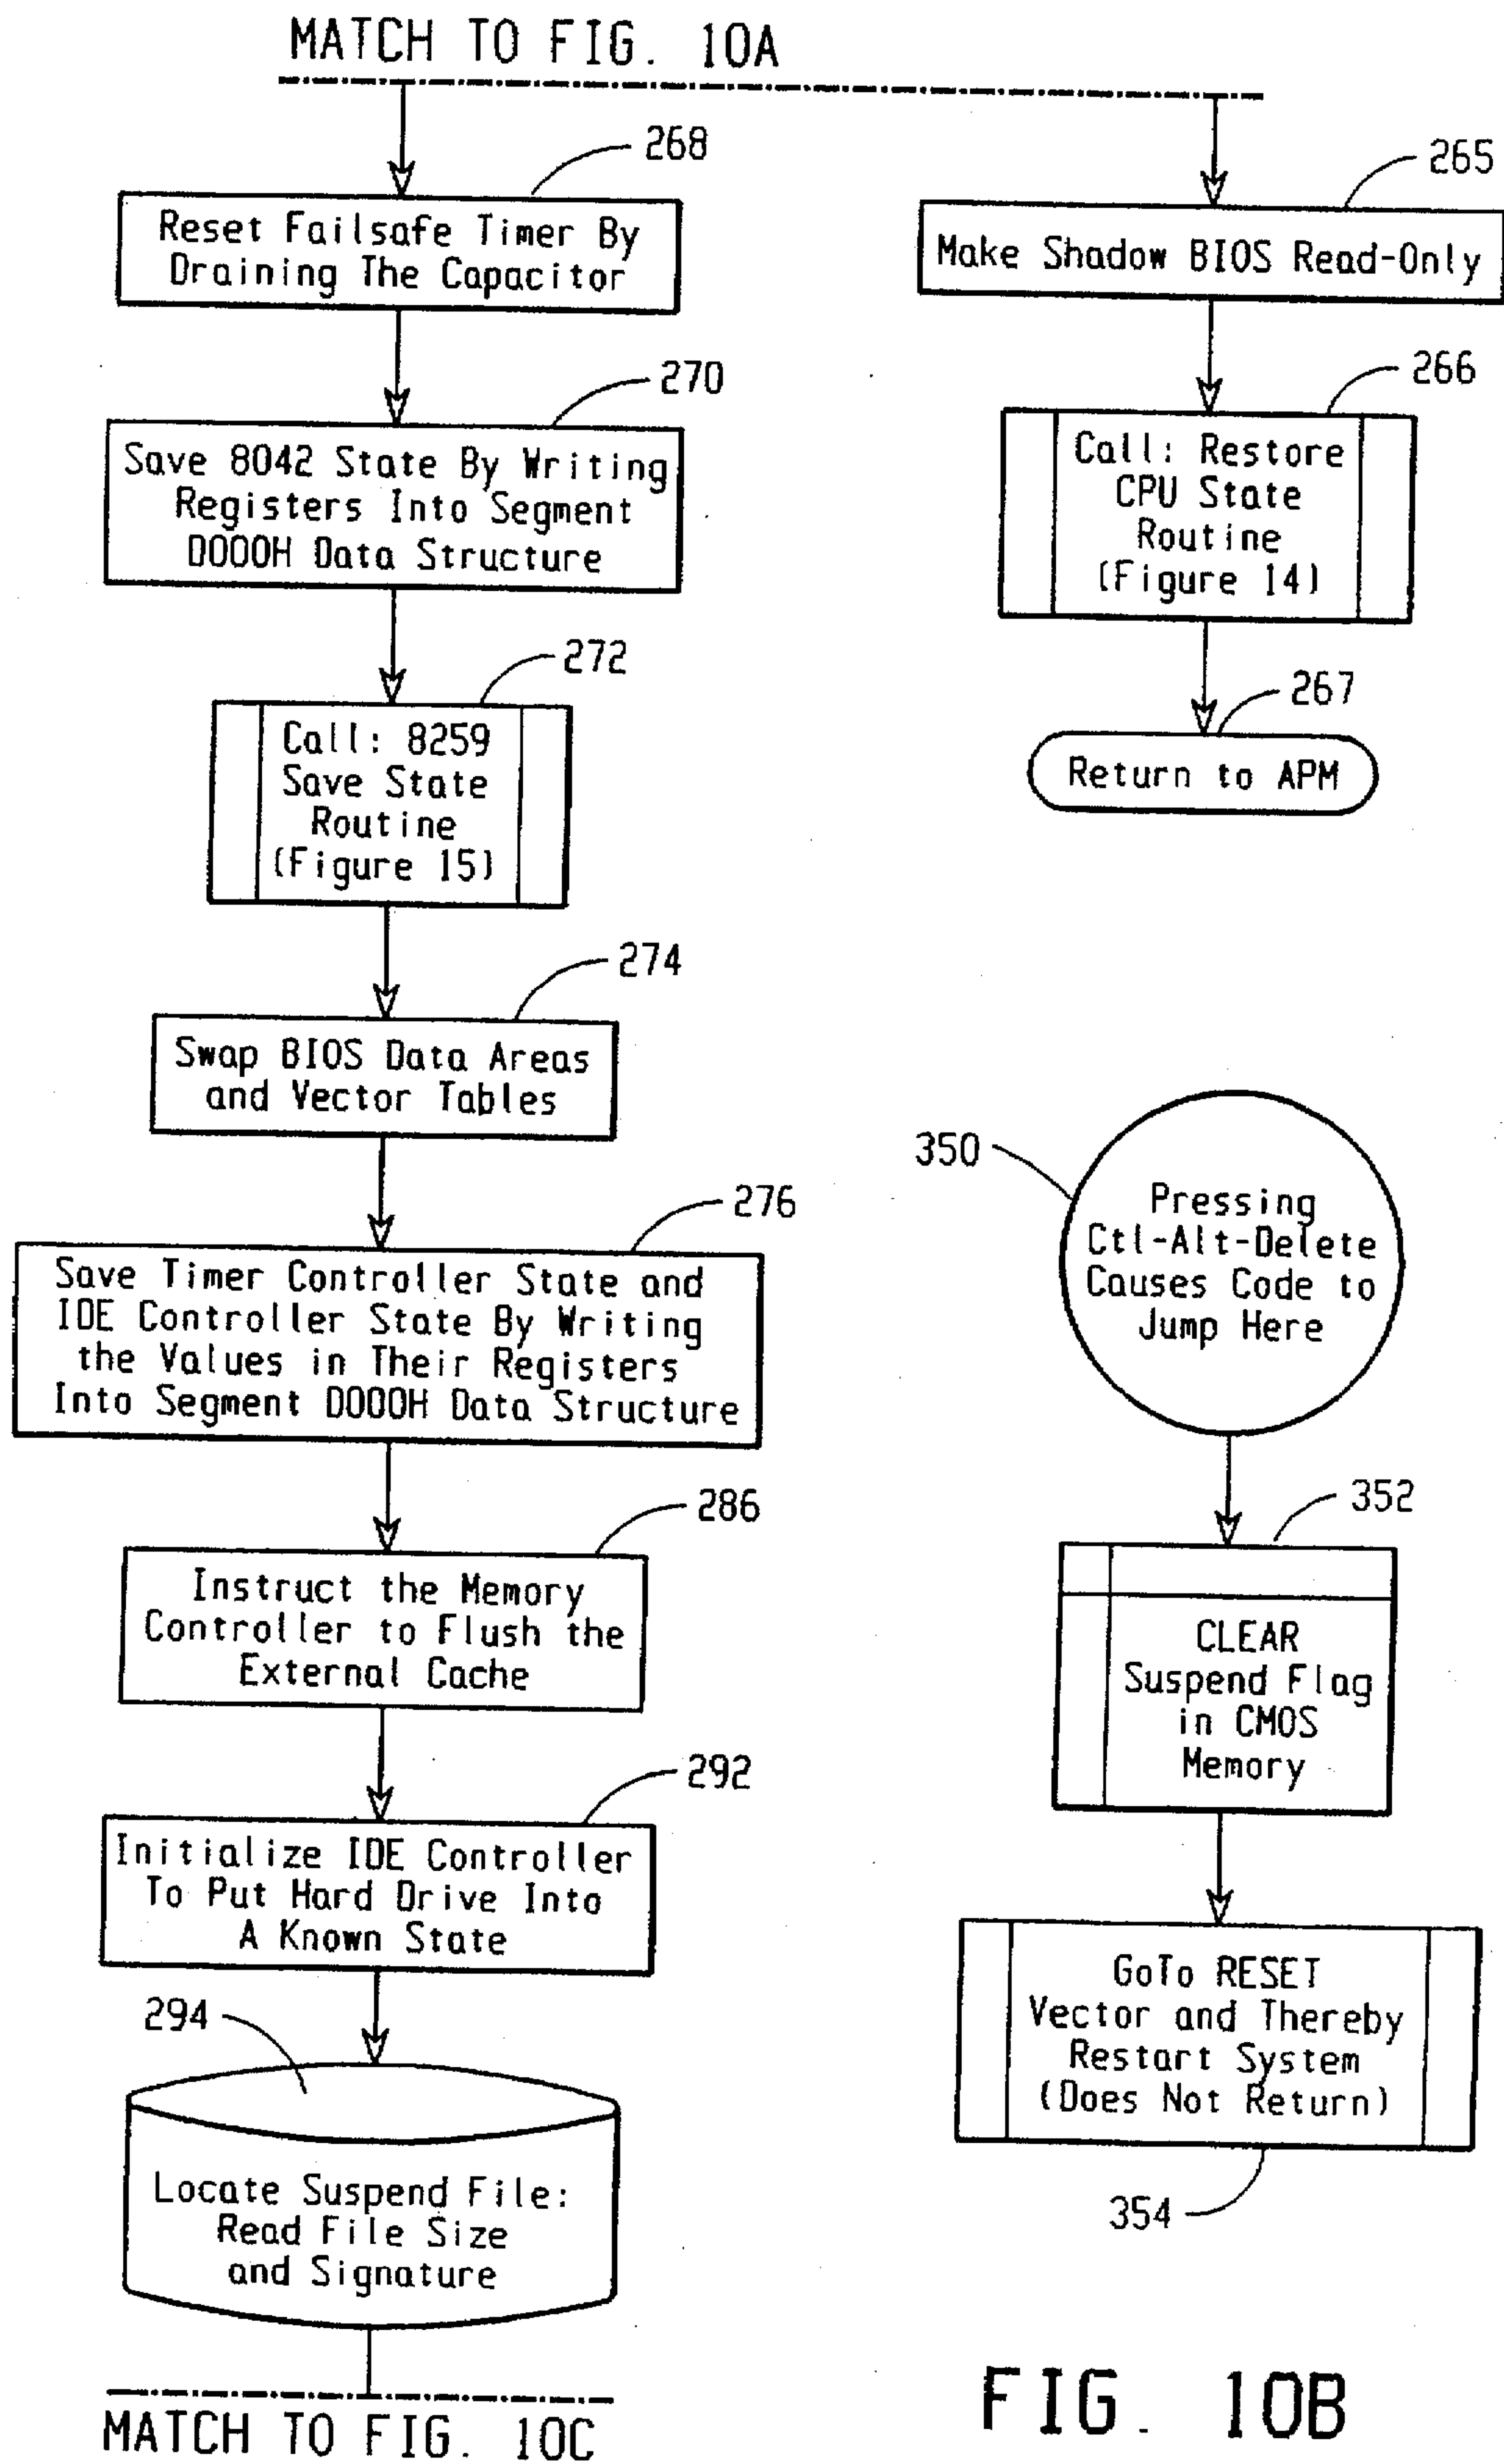 MATCH TO FIG. 10A
268
Reset Failsafe Timer By
Draining The Capacitor
270
Save 8042 State By Writing
Registers Into Segment
D000H Data Structure
272
Call: 8259
Save State
Routine
(Figure 15)
274
Swap BIOS Data Areas
and Vector Tables
276
Save Timer Controller State and
IDE Controller State By Writing
the Values in Their Registers
Into Segment D000H Data Structure
286
Instruct the Memory
Controller to Flush the
External Cache
292
Initialize IDE Controller
To Put Hard Drive Into
A Known State
294
Locate Suspend File:
Read File Size
and Signature
MATCH TO FIG. 10C
265
Make Shadow BIOS Read-Only
266
Call: Restore
CPU State
Routine
(Figure 14)
267
Return to APM
350
Pressing
Ctl-Alt-Delete
Causes Code to
Jump Here
352
CLEAR
Suspend Flag
in CMOS
Memory
GoTo RESET
Vector and Thereby
Restart System
(Does Not Return)
354
FIG. 10B